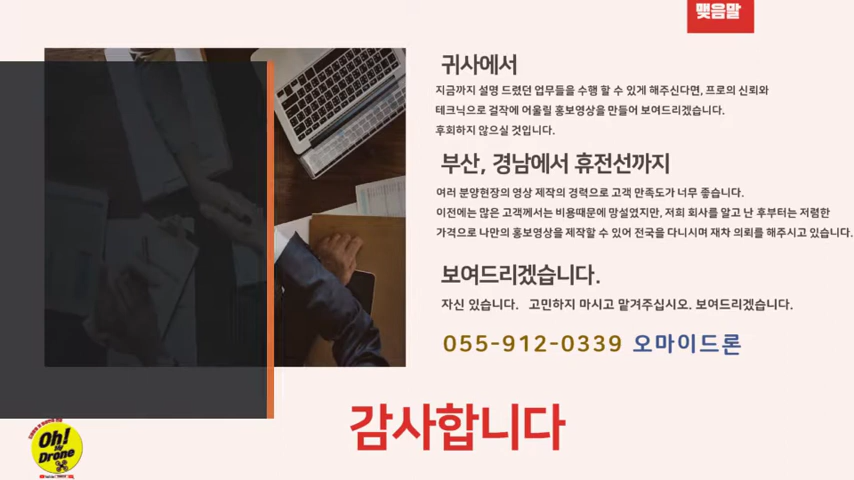 맺음말
귀사에서
지금까지 설명 드렸던 업무들을 수행 할 수 있게 해주신다면, 프로의 신뢰와
테크닉으로 걸작에 어울릴 홍보영상을 만들어 보여드리겠습니다.
후회하지 않으실 것입니다.
부산, 경남에서 휴전선까지
여러 분양현장의 영상 제작의 경력으로 고객 만족도가 너무 좋습니다.
이전에는 많은 고객께서는 비용때문에 망설였지만, 저희 회사를 알고 난 후부터는 저렴한
가격으로 나만의 홍보영상을 제작할 수 있어 전국을 다니시며 재차 의뢰를 해주시고 있습니다.
보여드리겠습니다.
자신 있습니다. 고민하지 마시고 맡겨주십시오. 보여드리겠습니다.
055-912-0339 오마이드론
감사합니다
Oh!
My
Drone